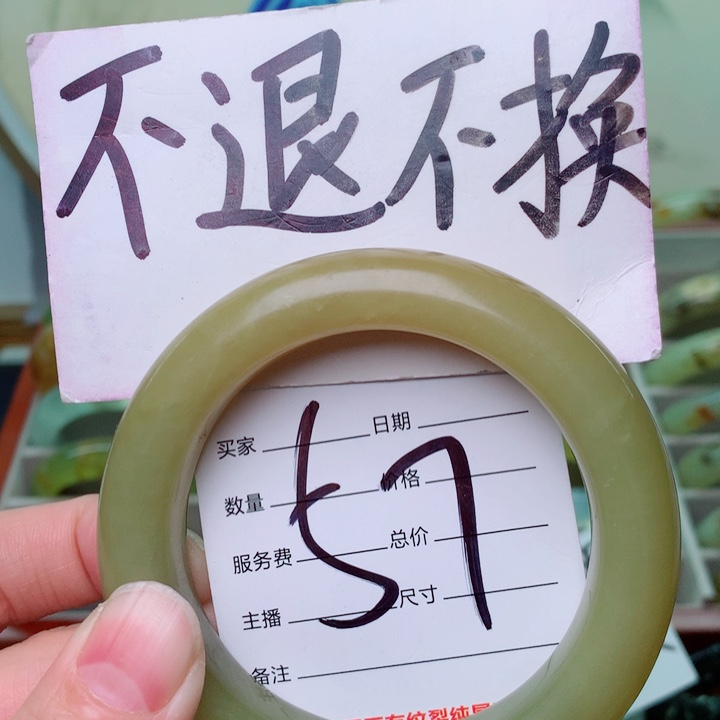 不退不换
买家 日期
数量 价格
服务费 总价
主播 尺寸
备注
57